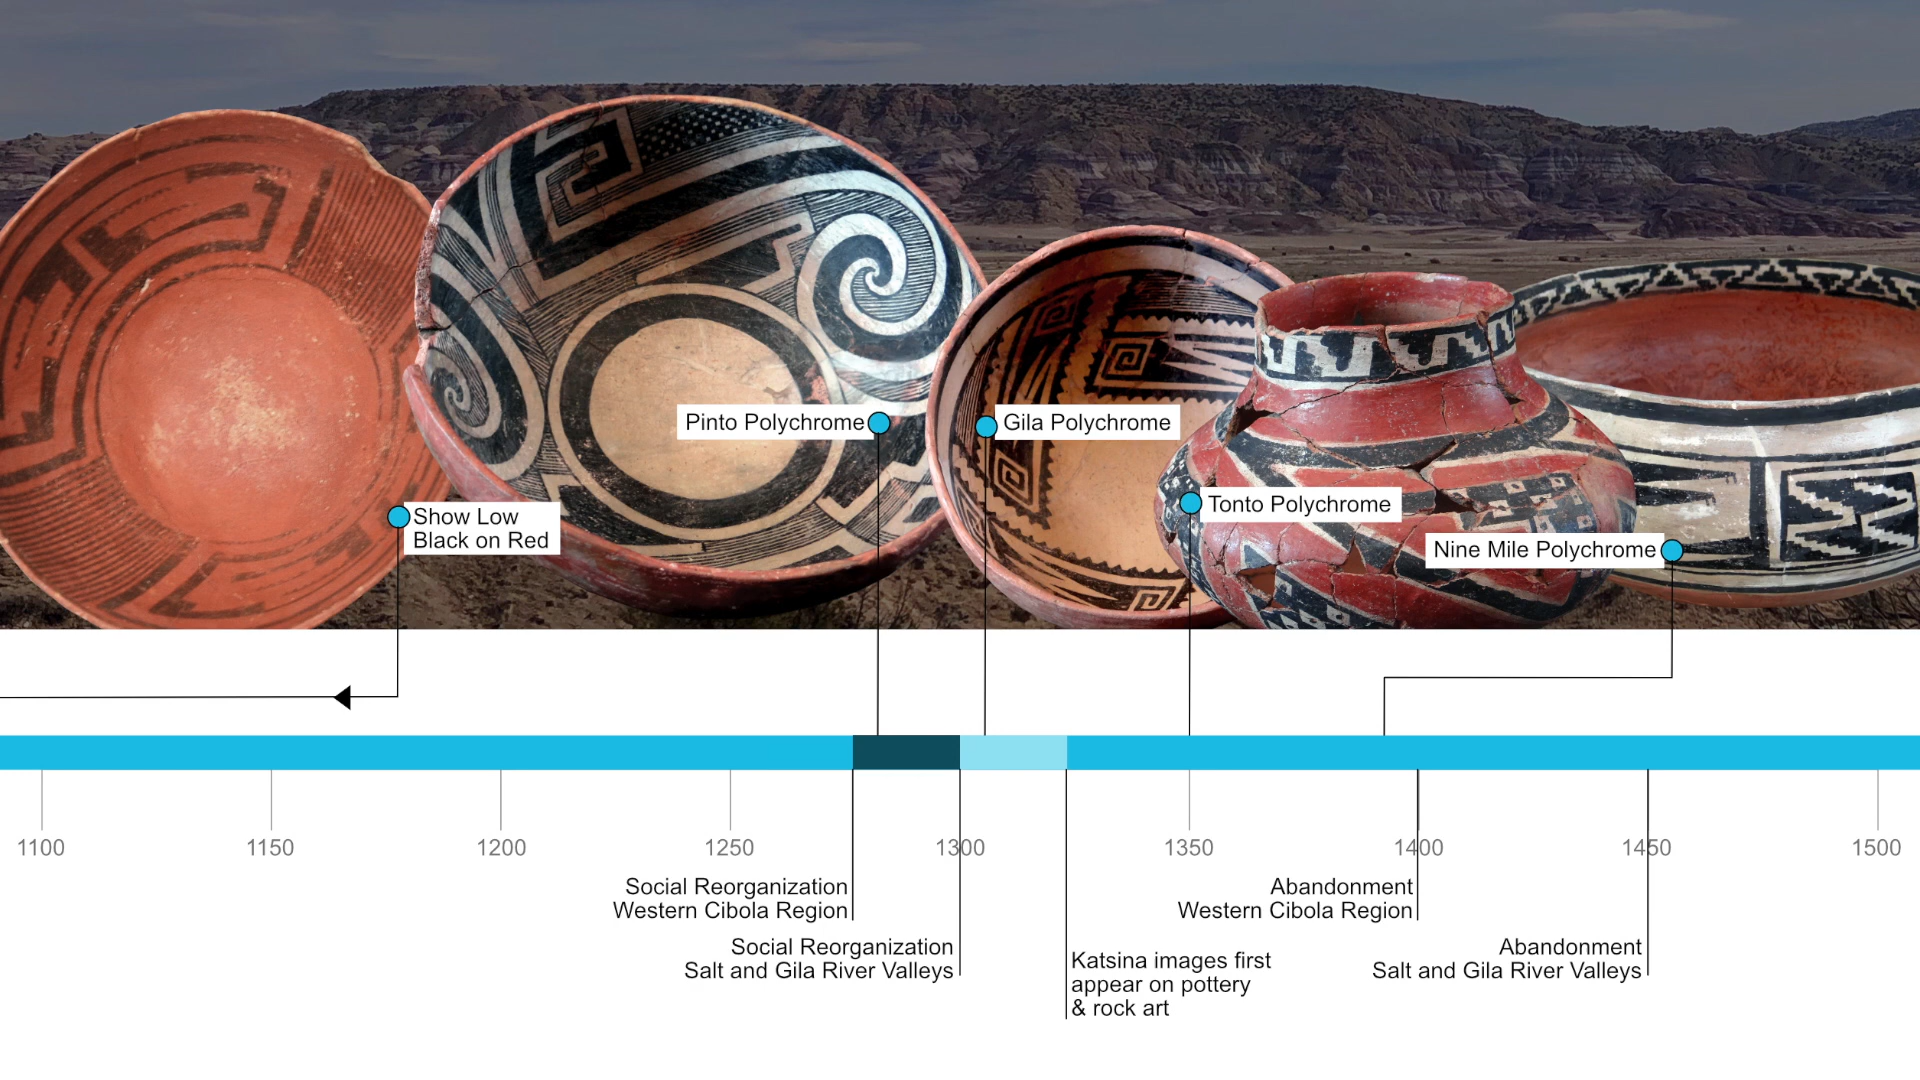 Pinto Polychrome
Gila Polychrome
Show Low
Black on Red
Tonto Polychrome
Nine Mile Polychrome
1100
1150
1200
1250
1300
1350
1400
1450
1500
Social Reorganization
Western Cibola Region
Social Reorganization
Salt and Gila River Valleys
Katsina images first
appear on pottery
& rock art
Abandonment
Western Cibola Region
Abandonment
Salt and Gila River Valleys